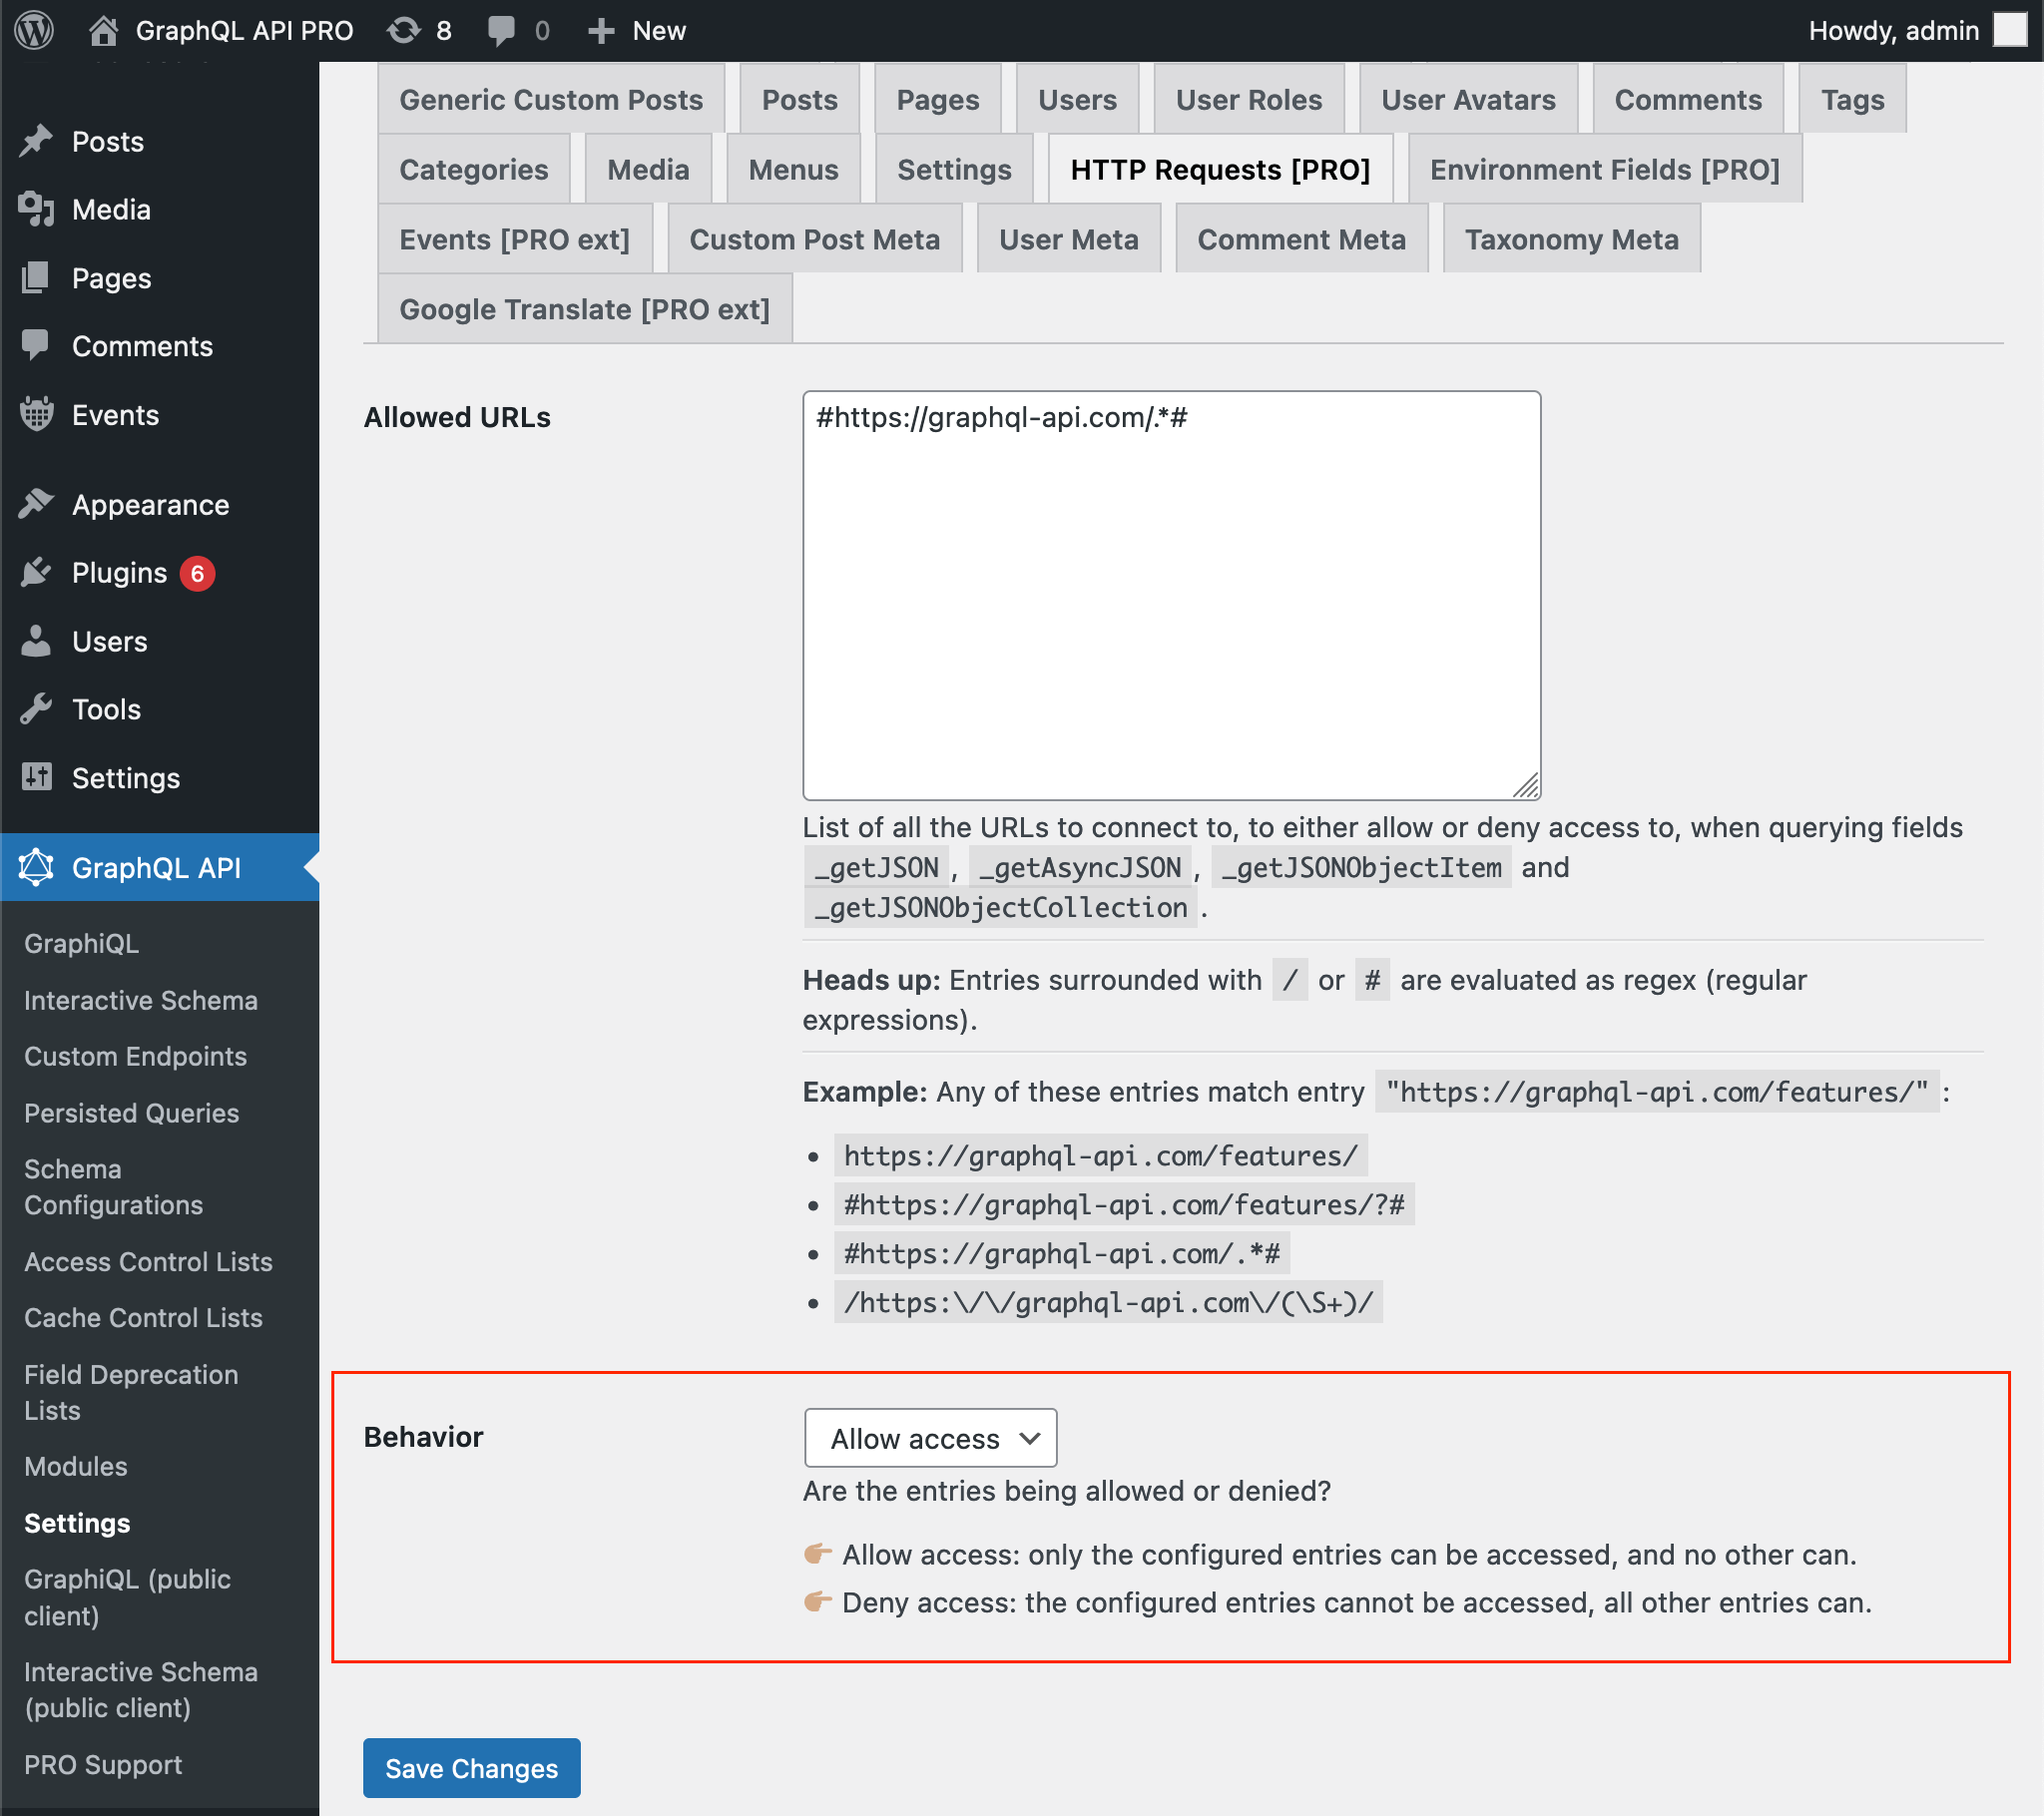 GraphQL API PRO 8 0 New Howdy, admin
Posts
Media
Pages
Comments
Events
Appearance
Plugins 6
Users
Tools
Settings
GraphQL API
GraphiQL
Interactive Schema
Custom Endpoints
Persisted Queries
Schema
Configurations
Access Control Lists
Cache Control Lists
Field Deprecation
Lists
Modules
Settings
GraphiQL (public
client)
Interactive Schema
(public client)
PRO Support
Generic Custom Posts Posts Pages Users User Roles User Avatars Comments Tags
Categories Media Menus Settings HTTP Requests [PRO] Environment Fields [PRO]
Events [PRO ext] Custom Post Meta User Meta Comment Meta Taxonomy Meta
Google Translate [PRO ext]
Allowed URLs
#https://graphql-api.com/.*#
List of all the URLs to connect to, to either allow or deny access to, when querying fields
_getJSON , _getAsyncJSON , _getJSONObjectItem and
_getJSONObjectCollection .
Heads up: Entries surrounded with / or # are evaluated as regex (regular
expressions).
Example: Any of these entries match entry "https://graphql-api.com/features/" :
• https://graphql-api.com/features/
• #https://graphql-api.com/features/?#
• #https://graphql-api.com/.*#
• /https:\/\/graphql-api.com\/(\S+)/
Behavior
Allow access
Are the entries being allowed or denied?
👉🏽 Allow access: only the configured entries can be accessed, and no other can.
👉🏽 Deny access: the configured entries cannot be accessed, all other entries can.
Save Changes